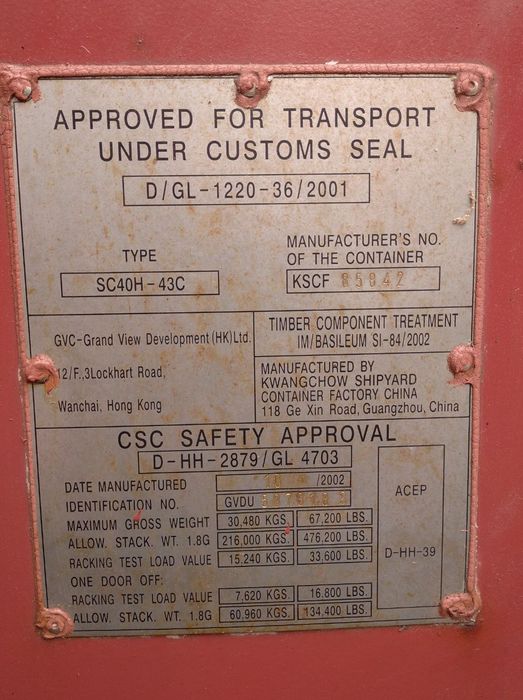 APPROVED FOR TRANSPORT
UNDER CUSTOMS SEAL
D/GL-1220-36/2001
TYPE
SC40H-43C
MANUFACTURER'S NO.
OF THE CONTAINER
KSCF 85042
GVC-Grand View Development(HK)Ltd.
12/F.,3Lockhart Road,
Wanchai, Hong Kong
TIMBER COMPONENT TREATMENT
IM/BASILEUM SI-84/2002
MANUFACTURED BY
KWANGCHOW SHIPYARD
CONTAINER FACTORY CHINA
118 Ge Xin Road, Guangzhou, China
CSC SAFETY APPROVAL
D-HH-2879/GL 4703
DATE MANUFACTURED 10 /2002
IDENTIFICATION NO. GVDU
MAXIMUM GROSS WEIGHT 30,480 KGS. 67,200 LBS.
ALLOW. STACK. WT. 1.8G 216,000 KGS. 476,200 LBS.
RACKING TEST LOAD VALUE 15.240 KGS. 33,600 LBS.
ONE DOOR OFF:
RACKING TEST LOAD VALUE 7.620 KGS. 16.800 LBS.
ALLOW. STACK. WT. 1.8G 60.960 KGS. 134,400 LBS.
ACEP
D-HH-39